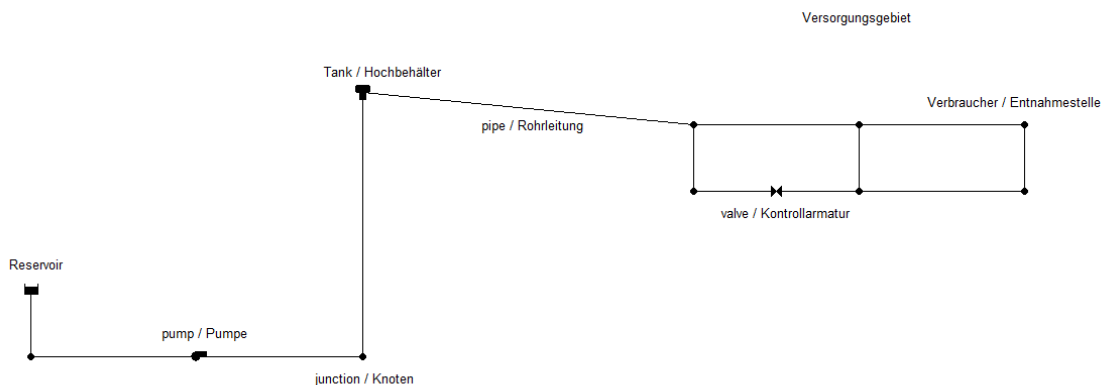 Versorgungsgebiet
Tank / Hochbehälter
Verbraucher / Entnahmestelle
pipe / Rohrleitung
valve / Kontrollarmatur
Reservoir
pump / Pumpe
junction / Knoten